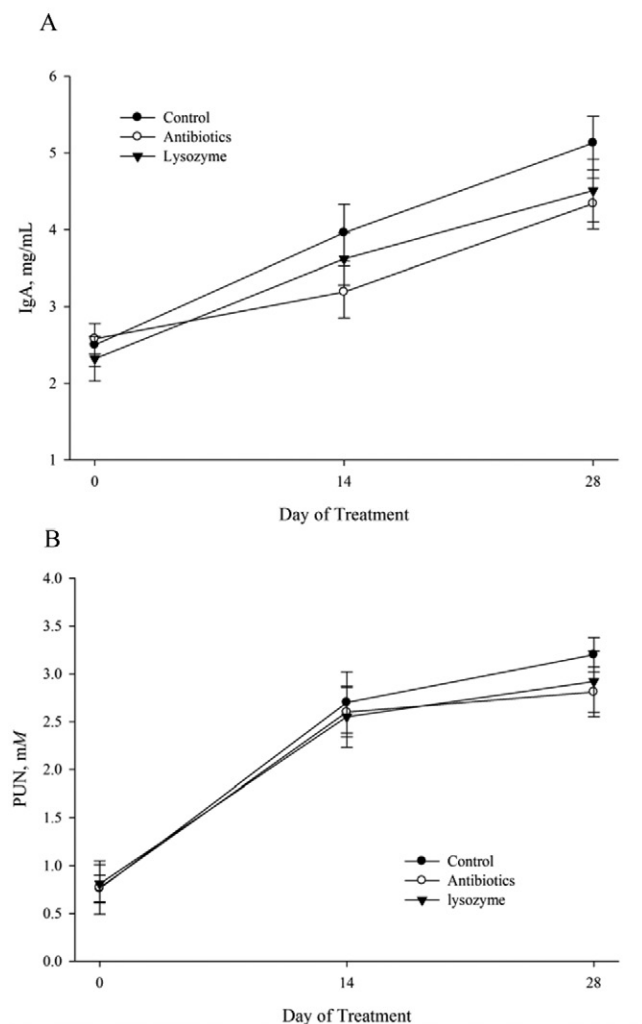 A
6
5
4
3
2
1
IgA, mg/mL
Control
Antibiotics
Lysozyme
0 14 28
Day of Treatment
B
4.0
3.5
3.0
2.5
2.0
1.5
1.0
0.5
0.0
PUN, mM
Control
Antibiotics
lysozyme
0 14 28
Day of Treatment